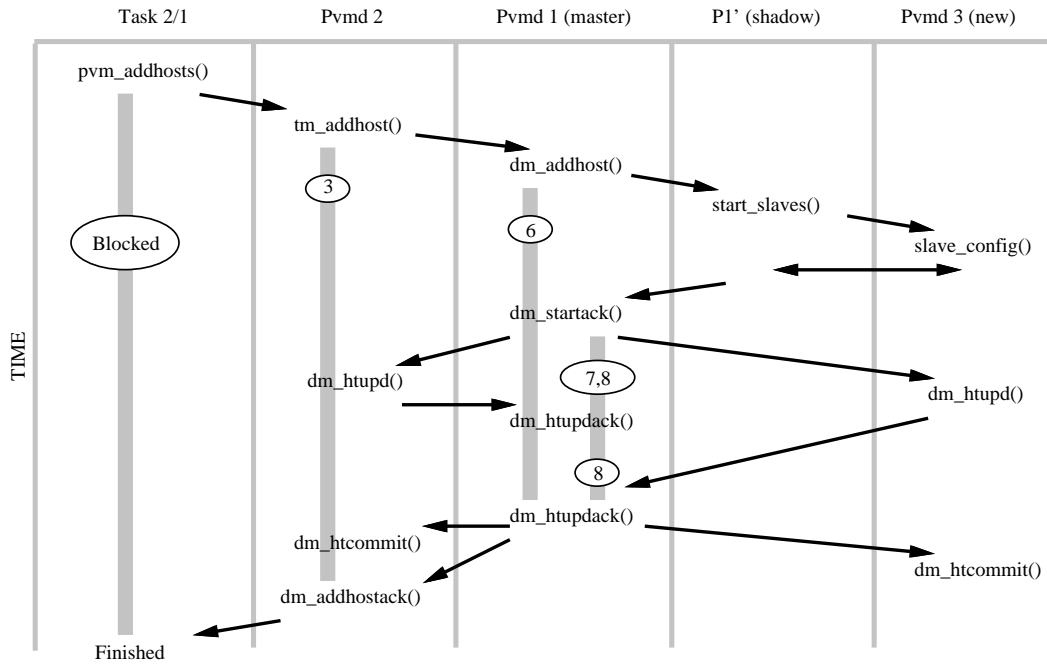 Task 2/1
Pvmd 2
Pvmd 1 (master)
P1’ (shadow)
Pvmd 3 (new)
pvm_addhosts()
tm_addhost()
dm_addhost()
3
start_slaves()
6
Blocked
slave_config()
dm_startack()
TIME
7,8
dm_htupd()
dm_htupd()
dm_htupdack()
8
dm_htupdack()
dm_htcommit()
dm_htcommit()
dm_addhostack()
Finished